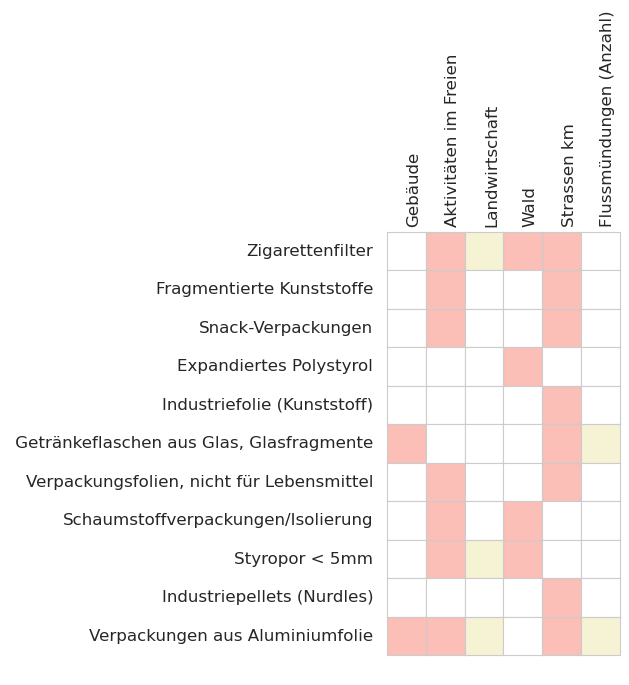 Gebäude
Aktivitäten im Freien
Landwirtschaft
Wald
Strassen km
Flussmündungen (Anzahl)
Zigarettenfilter
Fragmentierte Kunststoffe
Snack-Verpackungen
Expandiertes Polystyrol
Industriefolie (Kunststoff)
Getränkeflaschen aus Glas, Glasfragmente
Verpackungsfolien, nicht für Lebensmittel
Schaumstoffverpackungen/Isolierung
Styropor < 5mm
Industriepellets (Nurdles)
Verpackungen aus Aluminiumfolie